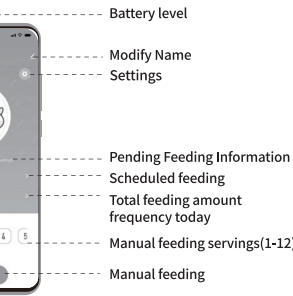 Battery level
Modify Name
Settings
Pending Feeding Information
Scheduled feeding
Total feeding amount
frequency today
4 5
Manual feeding servings(1-12)
Manual feeding